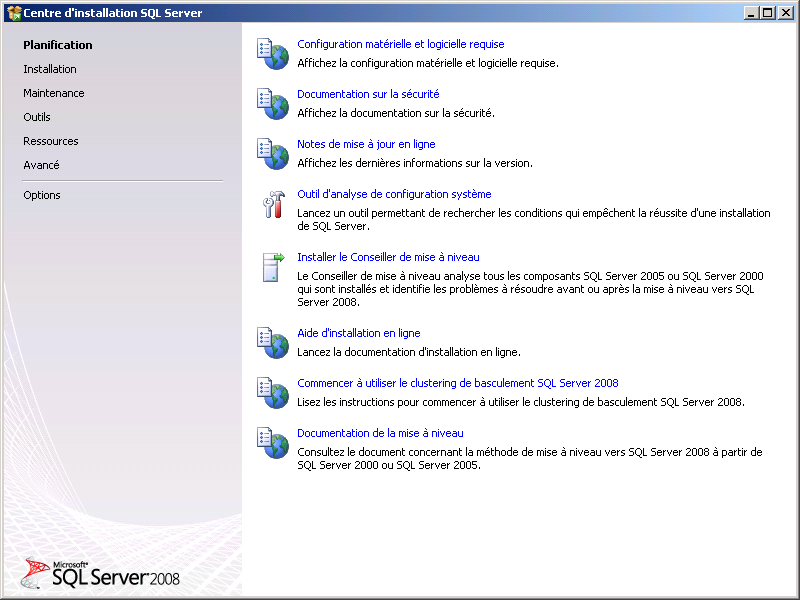 Centre d'installation SQL Server
Planification
Installation
Maintenance
Outils
Ressources
Avancé
Options
Configuration matérielle et logicielle requise
Affichez la configuration matérielle et logicielle requise.
Documentation sur la sécurité
Affichez la documentation sur la sécurité.
Notes de mise à jour en ligne
Affichez les dernières informations sur la version.
Outil d'analyse de configuration système
Lancez un outil permettant de rechercher les conditions qui empêchent la réussite d'une installation
de SQL Server.
Installer le Conseiller de mise à niveau
Le Conseiller de mise à niveau analyse tous les composants SQL Server 2005 ou SQL Server 2000
qui sont installés et identifie les problèmes à résoudre avant ou après la mise à niveau vers SQL
Server 2008.
Aide d'installation en ligne
Lancez la documentation d'installation en ligne.
Commencer à utiliser le clustering de basculement SQL Server 2008
Lisez les instructions pour commencer à utiliser le clustering de basculement SQL Server 2008.
Documentation de la mise à niveau
Consultez le document concernant la méthode de mise à niveau vers SQL Server 2008 à partir de
SQL Server 2000 ou SQL Server 2005.
Microsoft®
SQL Server 2008